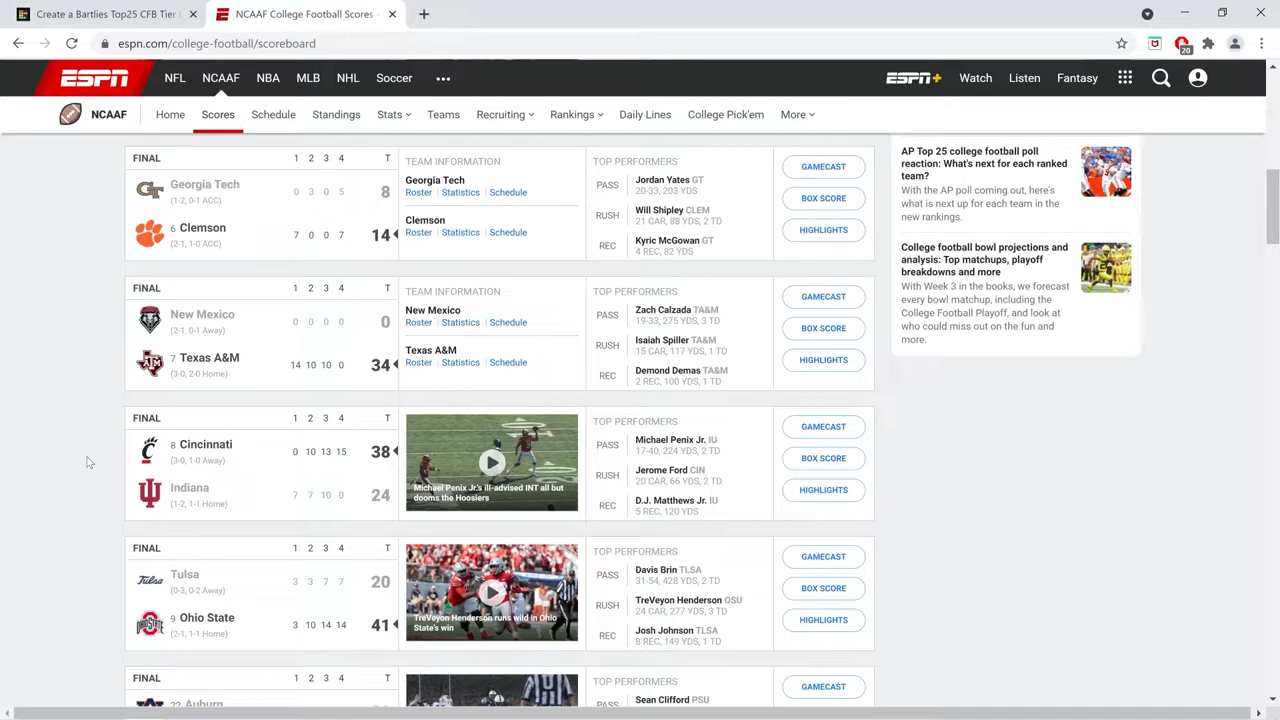 Create a Bartlies Top25 CFB Tier L
NCAAF College Football Scores -
espn.com/college-football/scoreboard
20
ESPN
NFL
NCAAF
NBA
MLB
NHL
Soccer
ESPN+
Watch
Listen
Fantasy
NCAAF
Home
Scores
Schedule
Standings
Stats
Teams
Recruiting
Rankings
Daily Lines
College Pick'em
More
FINAL 1 2 3 4 T
Georgia Tech 0 3 0 5 8
(1-2, 0-1 ACC)
6 Clemson 7 0 0 7 14
(2-1, 1-0 ACC)
TEAM INFORMATION
Georgia Tech
Roster | Statistics | Schedule
Clemson
Roster | Statistics | Schedule
TOP PERFORMERS
PASS Jordan Yates GT
20-33, 203 YDS
RUSH Will Shipley CLEM
21 CAR, 88 YDS, 2 TD
REC Kyric McGowan GT
4 REC, 82 YDS
GAMECAST
BOX SCORE
HIGHLIGHTS
FINAL 1 2 3 4 T
New Mexico 0 0 0 0 0
(2-1, 0-1 Away)
7 Texas A&M 14 10 10 0 34
(3-0, 2-0 Home)
TEAM INFORMATION
New Mexico
Roster | Statistics | Schedule
Texas A&M
Roster | Statistics | Schedule
TOP PERFORMERS
PASS Zach Calzada TA&M
19-33, 275 YDS, 3 TD
RUSH Isaiah Spiller TA&M
15 CAR, 117 YDS, 1 TD
REC Demond Demas TA&M
2 REC, 100 YDS, 1 TD
GAMECAST
BOX SCORE
HIGHLIGHTS
FINAL 1 2 3 4 T
8 Cincinnati 0 10 13 15 38
(3-0, 1-0 Away)
Indiana 7 7 10 0 24
(1-2, 1-1 Home)
Michael Penix Jr.'s ill-advised INT all but
dooms the Hoosiers
TOP PERFORMERS
PASS Michael Penix Jr. IU
17-40, 224 YDS, 2 TD
RUSH Jerome Ford CIN
20 CAR, 66 YDS, 2 TD
REC D.J. Matthews Jr. IU
5 REC, 120 YDS
GAMECAST
BOX SCORE
HIGHLIGHTS
FINAL 1 2 3 4 T
Tulsa 3 3 7 7 20
(0-3, 0-2 Away)
9 Ohio State 3 10 14 14 41
(2-1, 1-1 Home)
TreVeyon Henderson runs wild in Ohio
State's win
TOP PERFORMERS
PASS Davis Brin TLSA
31-54, 428 YDS, 2 TD
RUSH TreVeyon Henderson OSU
24 CAR, 277 YDS, 3 TD
REC Josh Johnson TLSA
8 REC, 149 YDS, 1 TD
GAMECAST
BOX SCORE
HIGHLIGHTS
FINAL 1 2 3 4 T
22 Auburn
TOP PERFORMERS
PASS Sean Clifford PSU
GAMECAST
AP Top 25 college football poll
reaction: What's next for each ranked
team?
With the AP poll coming out, here's
what is next up for each team in the
new rankings.
College football bowl projections and
analysis: Top matchups, playoff
breakdowns and more
With Week 3 in the books, we forecast
every bowl matchup, including the
College Football Playoff, and look at
who could miss out on the fun and
more.